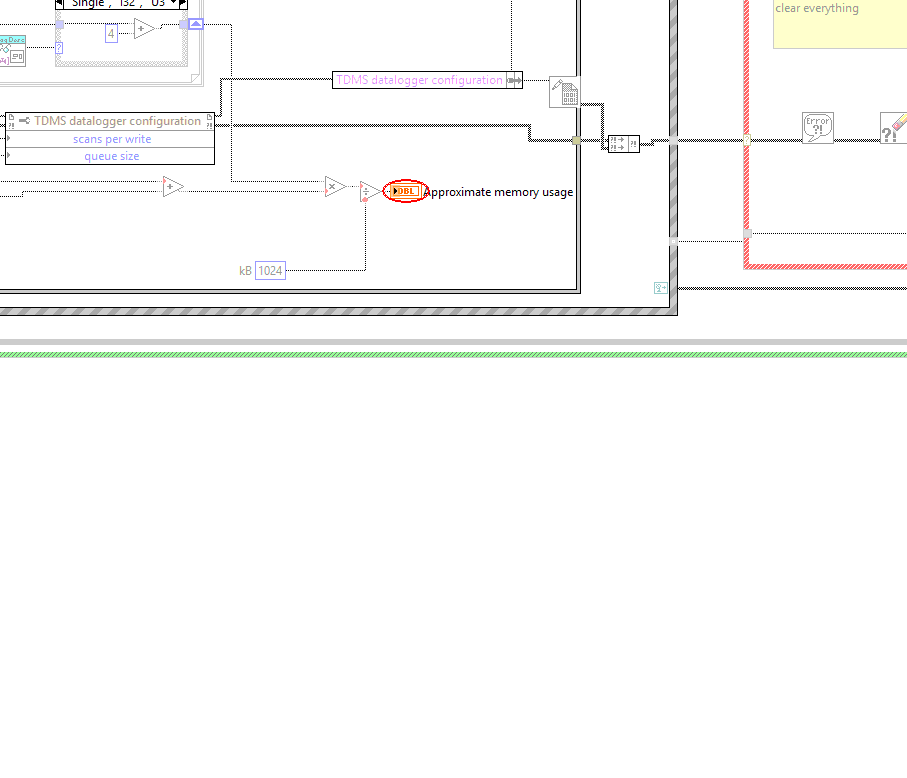 Single", "I32", "U3
clear everything
4
TDMS datalogger configuration
Error
?!
TDMS datalogger configuration
scans per write
queue size
DBL
Approximate memory usage
kB 1024